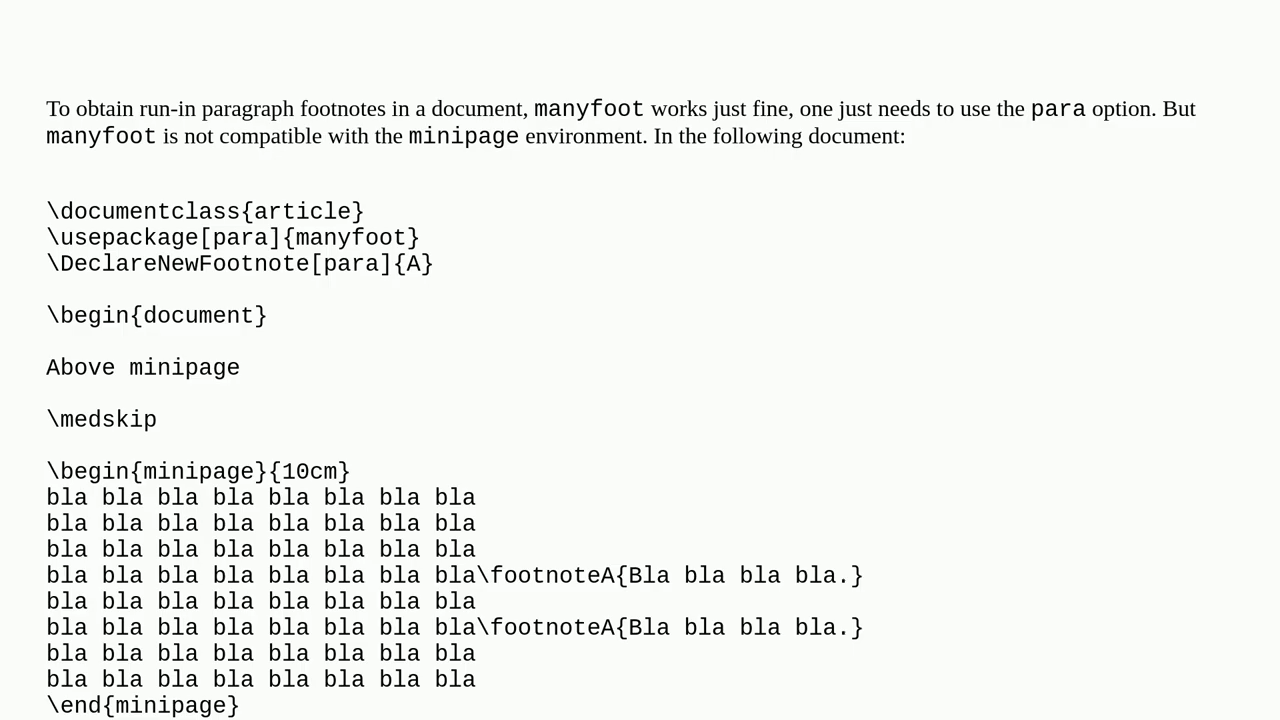 To obtain run-in paragraph footnotes in a document, manyfoot works just fine, one just needs to use the para option. But
manyfoot is not compatible with the minipage environment. In the following document:
\documentclass{article}
\usepackage[para]{manyfoot}
\DeclareNewFootnote[para]{A}
\begin{document}
Above minipage
\medskip
\begin{minipage}{10cm}
bla bla bla bla bla bla bla bla
bla bla bla bla bla bla bla bla
bla bla bla bla bla bla bla bla
bla bla bla bla bla bla bla bla\footnoteA{Bla bla bla bla.}
bla bla bla bla bla bla bla bla
bla bla bla bla bla bla bla bla\footnoteA{Bla bla bla bla.}
bla bla bla bla bla bla bla bla
bla bla bla bla bla bla bla bla
\end{minipage}